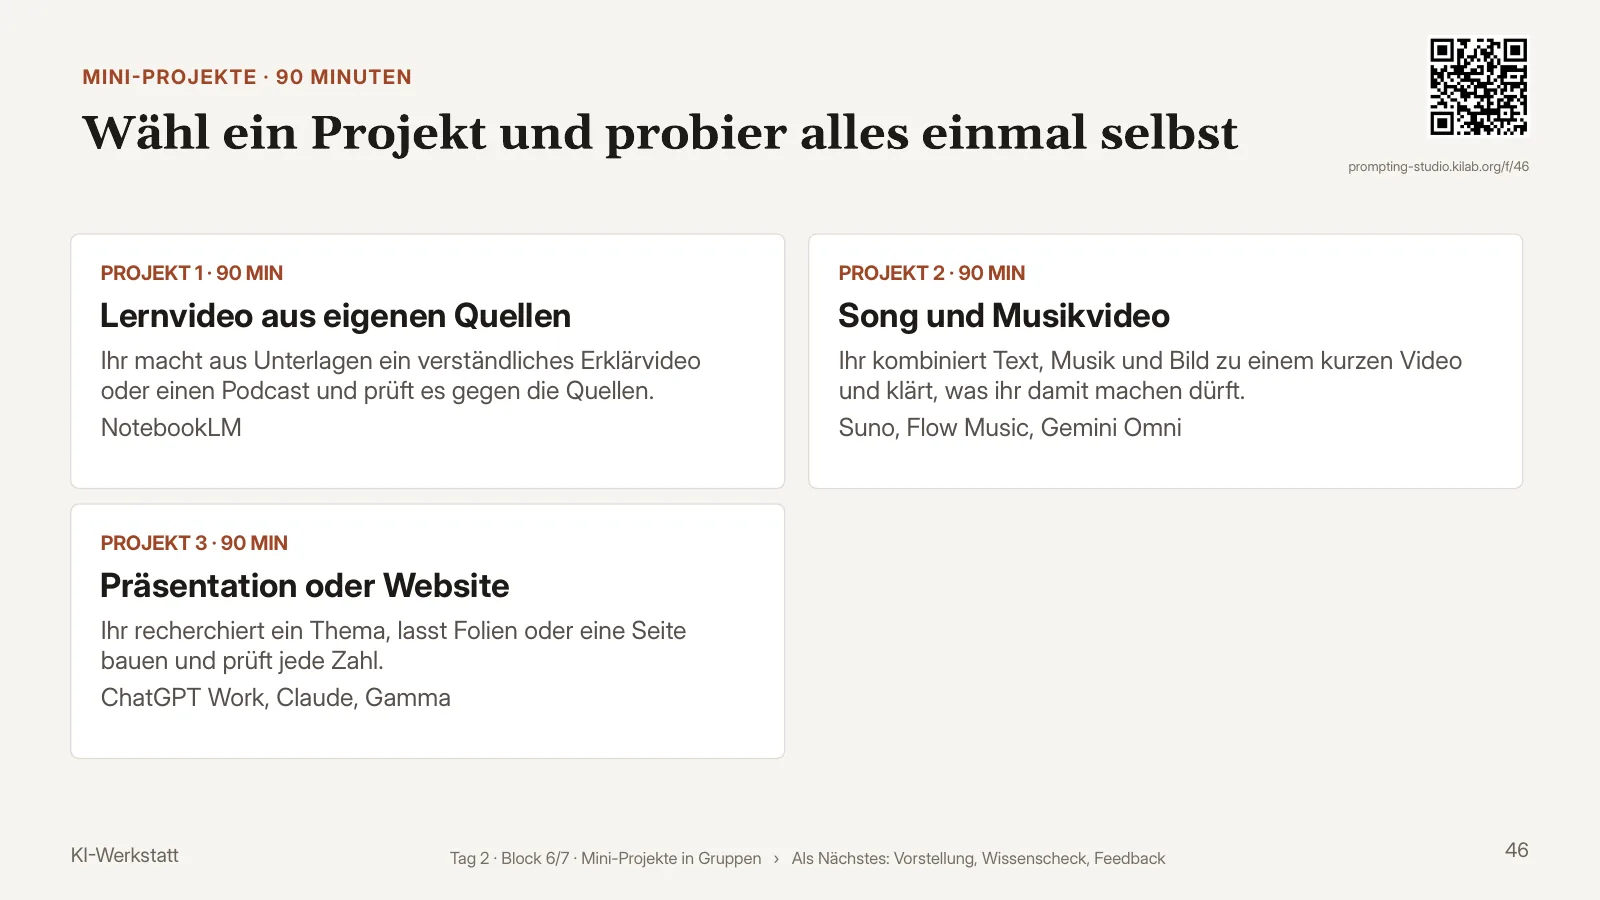 MINI-PROJEKTE · 90 MINUTEN
Wähl ein Projekt und probier alles einmal selbst
prompting-studio.kilab.org/f/46
PROJEKT 1 · 90 MIN
Lernvideo aus eigenen Quellen
Ihr macht aus Unterlagen ein verständliches Erklärvideo
oder einen Podcast und prüft es gegen die Quellen.
NotebookLM
PROJEKT 2 · 90 MIN
Song und Musikvideo
Ihr kombiniert Text, Musik und Bild zu einem kurzen Video
und klärt, was ihr damit machen dürft.
Suno, Flow Music, Gemini Omni
PROJEKT 3 · 90 MIN
Präsentation oder Website
Ihr recherchiert ein Thema, lasst Folien oder eine Seite
bauen und prüft jede Zahl.
ChatGPT Work, Claude, Gamma
KI-Werkstatt
Tag 2 · Block 6/7 · Mini-Projekte in Gruppen › Als Nächstes: Vorstellung, Wissenscheck, Feedback
46